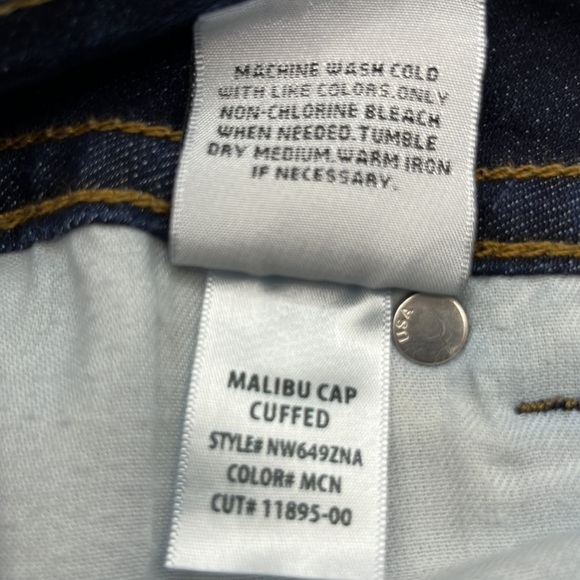 MACHINE WASH COLD
WITH LIKE COLORS.ONLY
NON-CHLORINE BLEACH
WHEN NEEDED.TUMBLE
DRY MEDIUM.WARM IRON
IF NECESSARY.
USA
MALIBU CAP
CUFFED
STYLE# NW649ZNA
COLOR# MCN
CUT# 11895-00